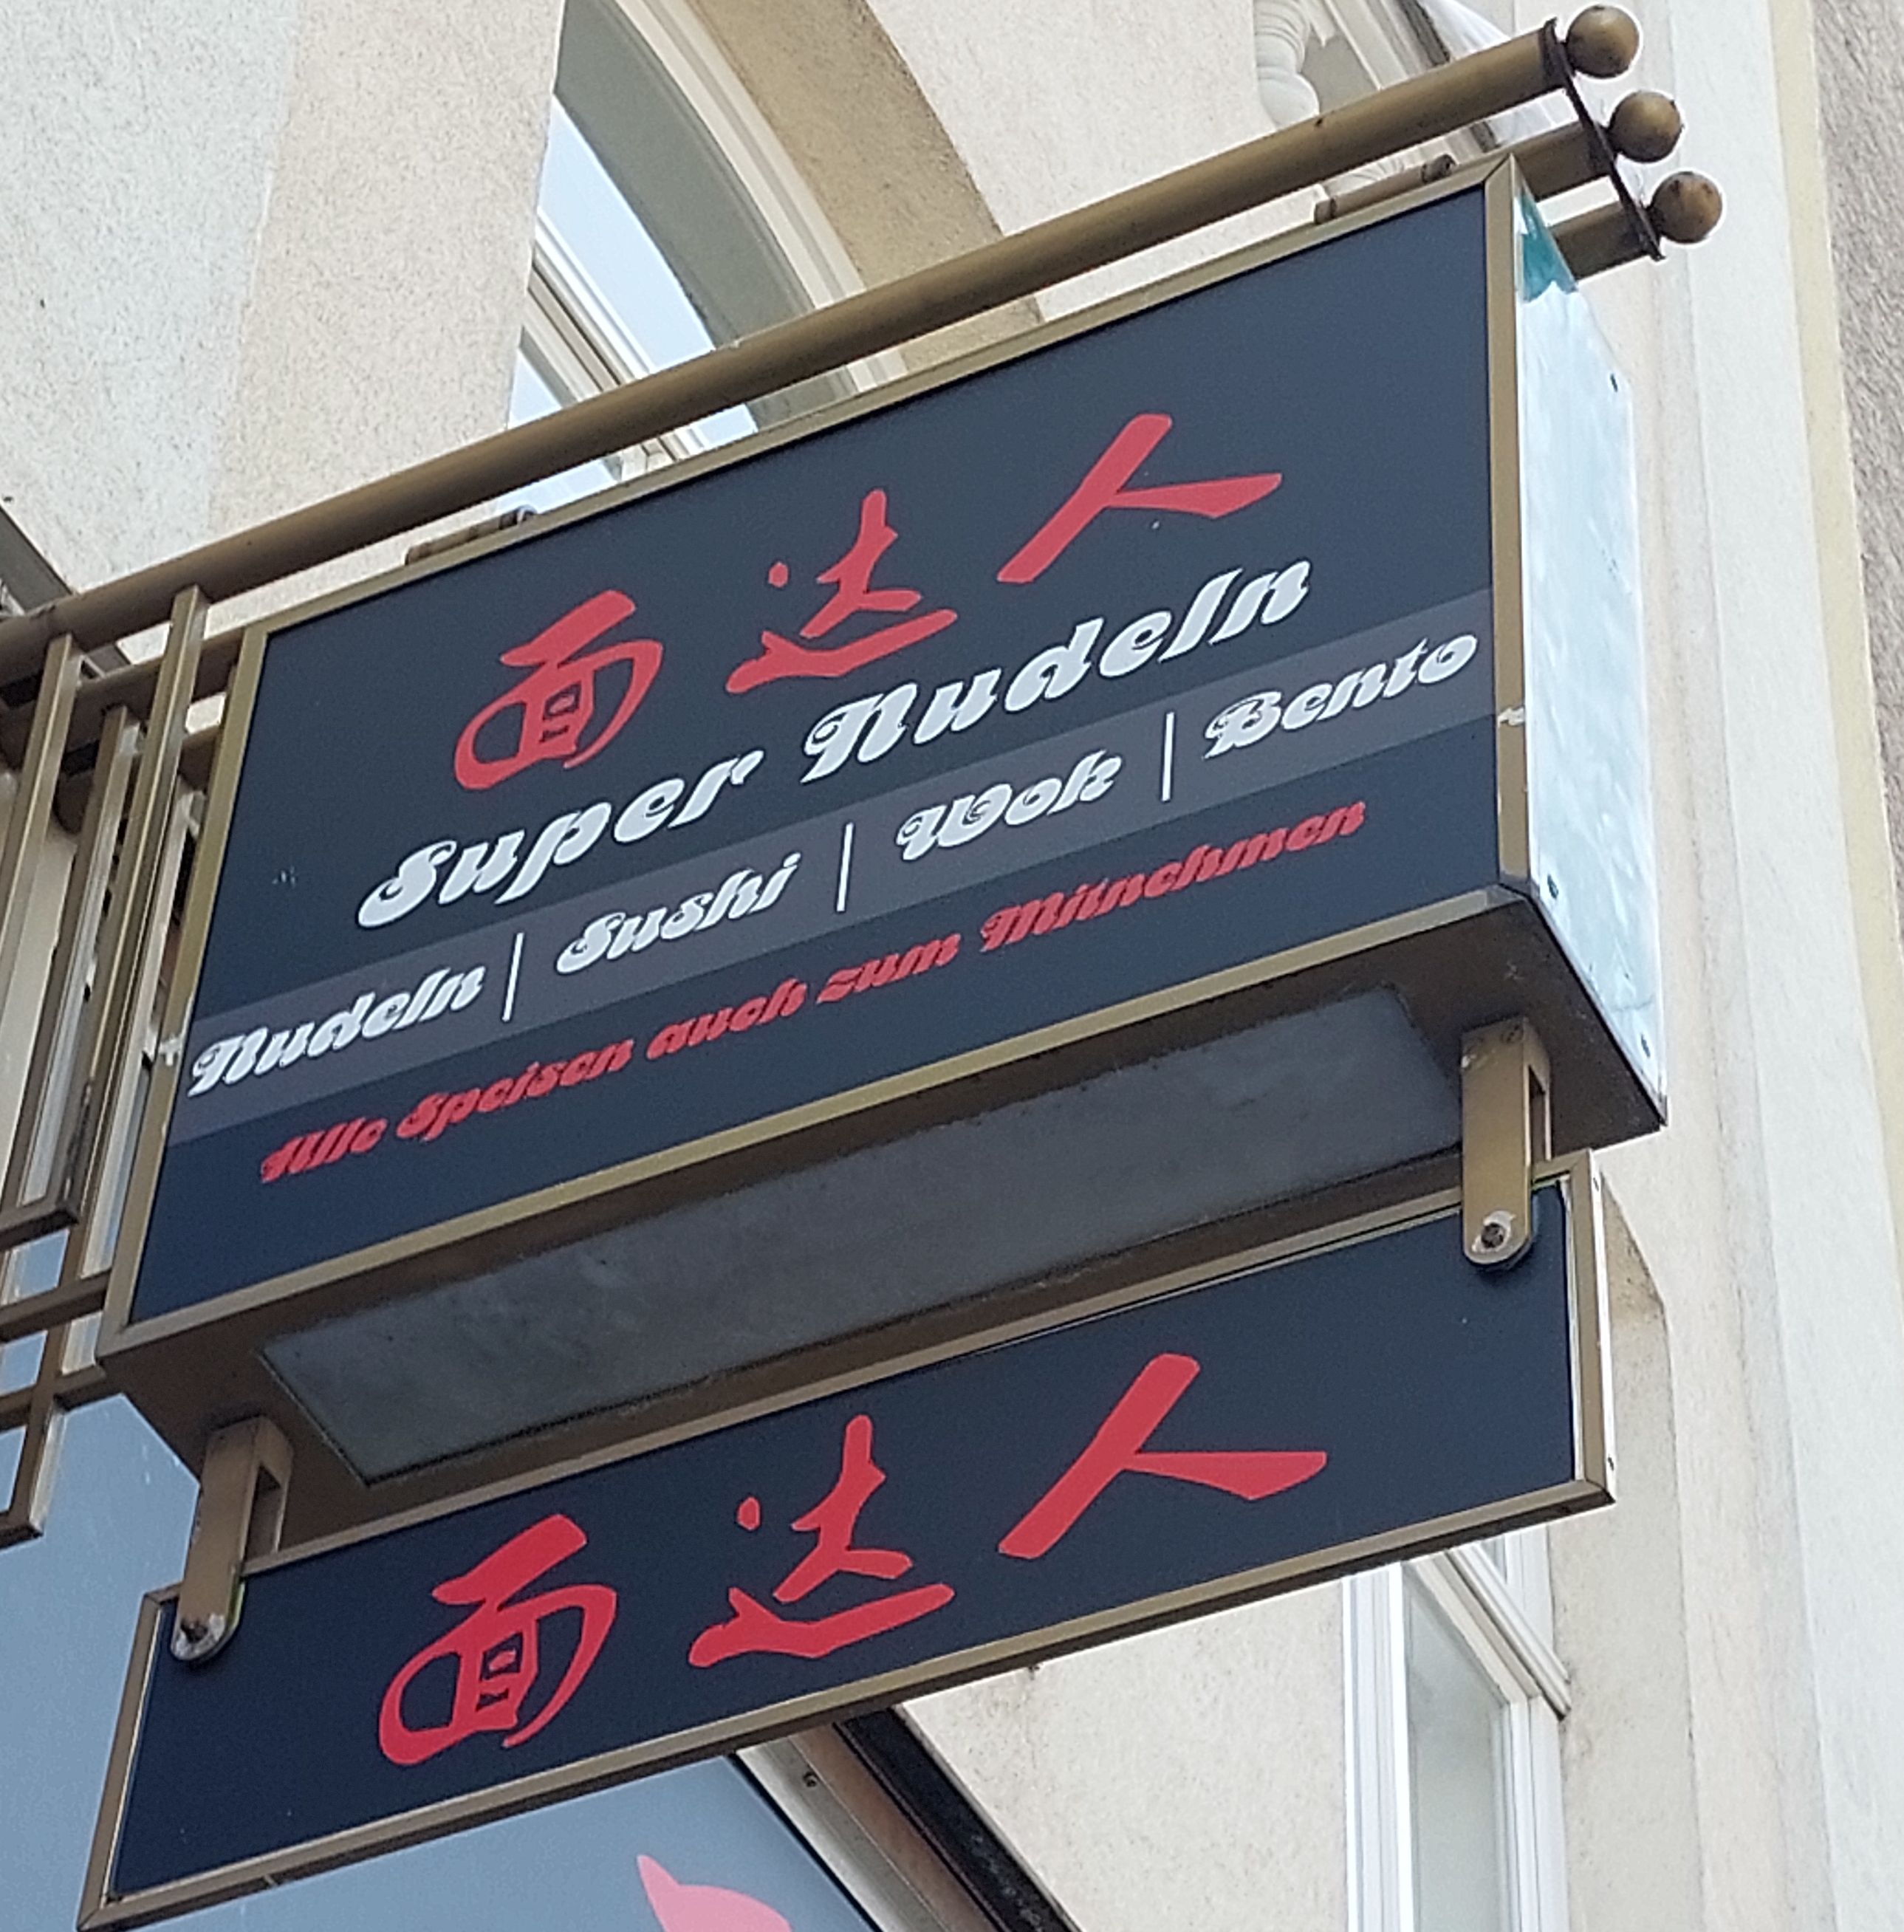 面达人
Super Nudeln
Nudeln | Sushi | Wok | Bento
Alle Speisen auch zum Mitnehmen
面达人